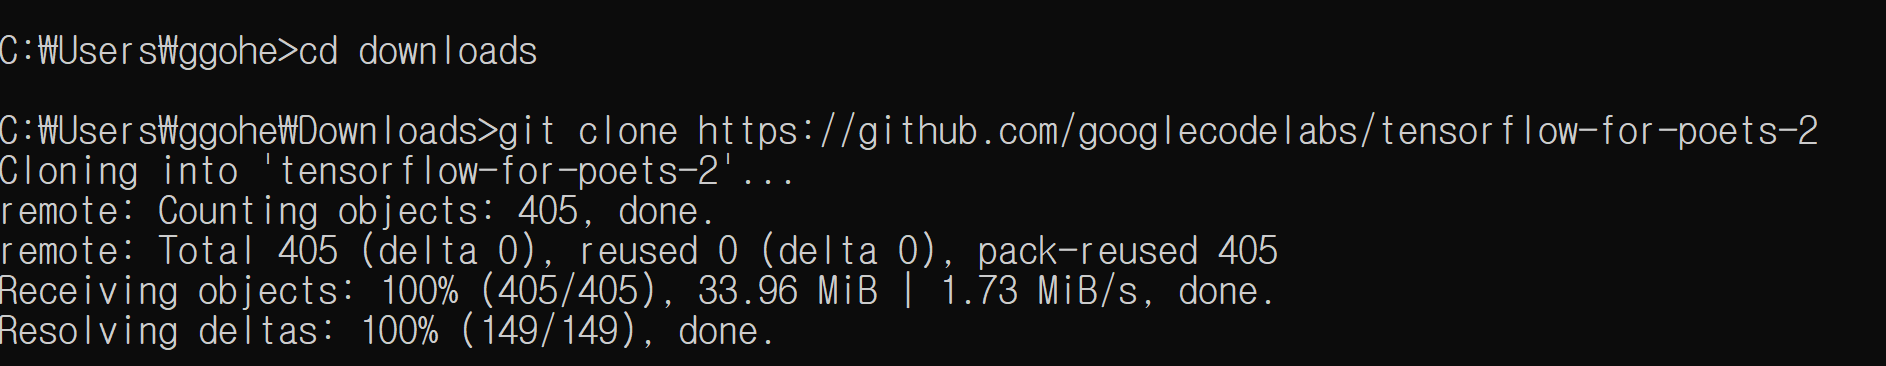 C:₩Users₩ggohe>cd downloads
C:₩Users₩ggohe₩Downloads>git clone https://github.com/googlecodelabs/tensorflow-for-poets-2
Cloning into 'tensorflow-for-poets-2'...
remote: Counting objects: 405, done.
remote: Total 405 (delta 0), reused 0 (delta 0), pack-reused 405
Receiving objects: 100% (405/405), 33.96 MiB | 1.73 MiB/s, done.
Resolving deltas: 100% (149/149), done.